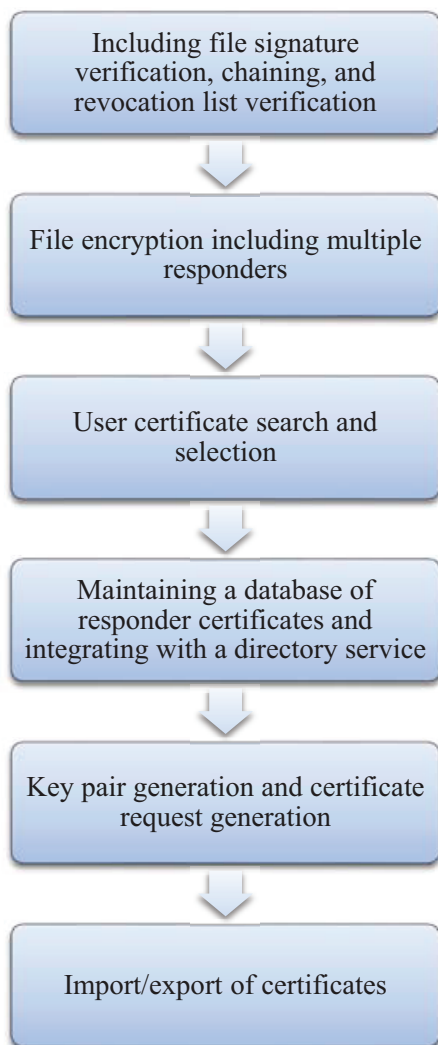 Including file signature
verification, chaining, and
revocation list verification
File encryption including multiple
responders
User certificate search and
selection
Maintaining a database of
responder certificates and
integrating with a directory service
Key pair generation and certificate
request generation
Import/export of certificates